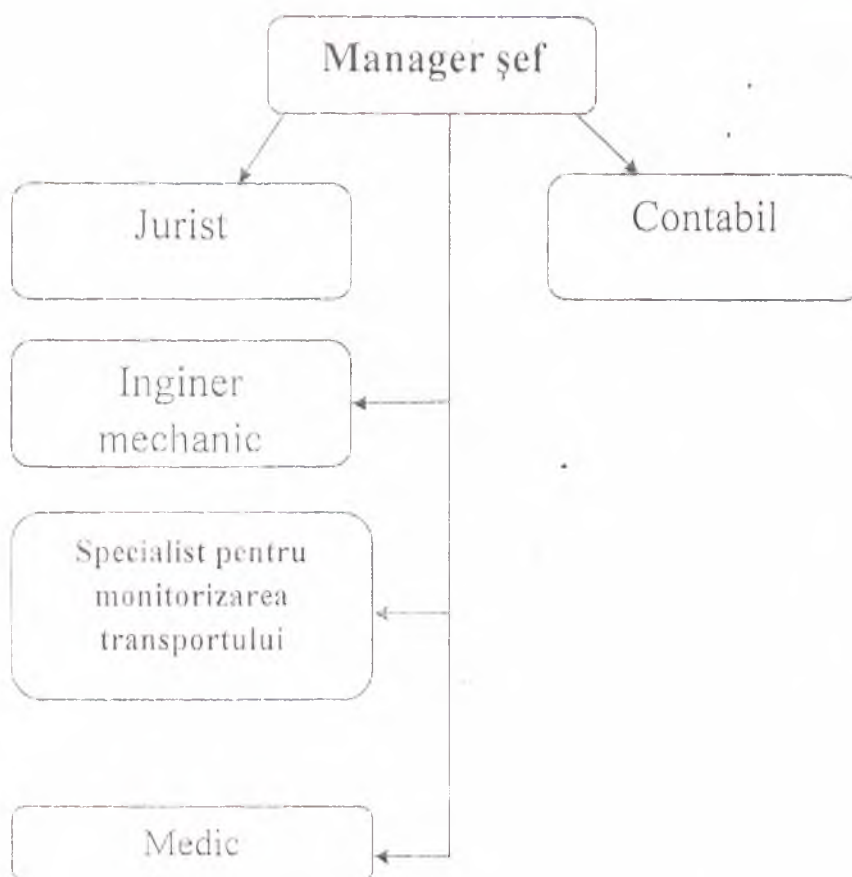 Manager şef
Jurist
Contabil
Inginer
mechanic
Specialist pentru
monitorizarea
transportului
Medic